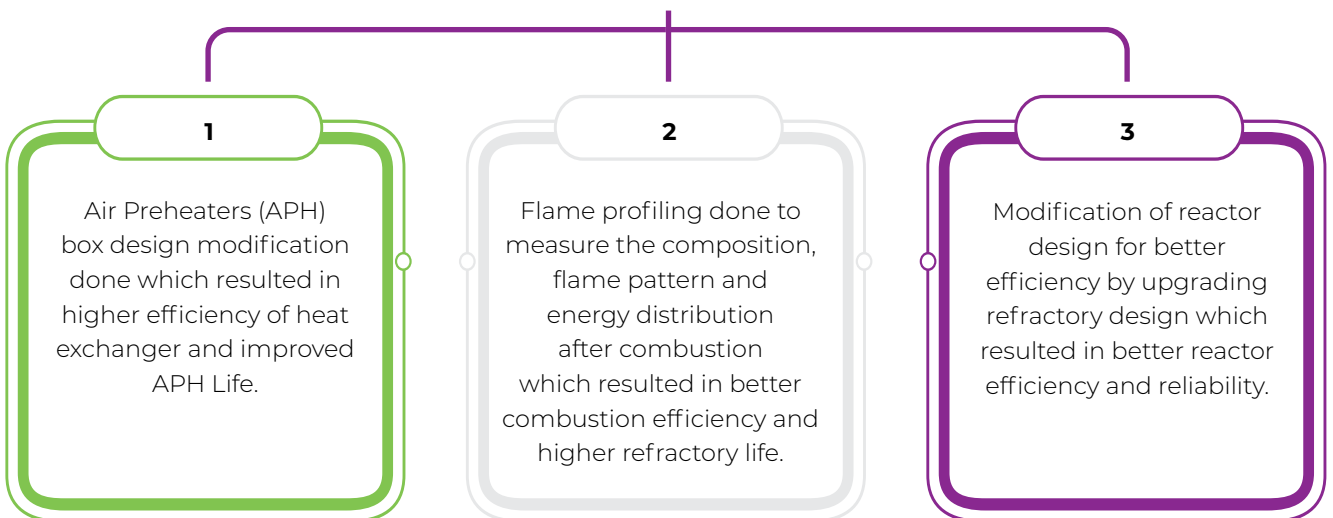 1
Air Preheaters (APH)
box design modification
done which resulted in
higher efficiency of heat
exchanger and improved
APH Life.
2
Flame profiling done to
measure the composition,
flame pattern and
energy distribution
after combustion
which resulted in better
combustion efficiency and
higher refractory life.
3
Modification of reactor
design for better
efficiency by upgrading
refractory design which
resulted in better reactor
efficiency and reliability.